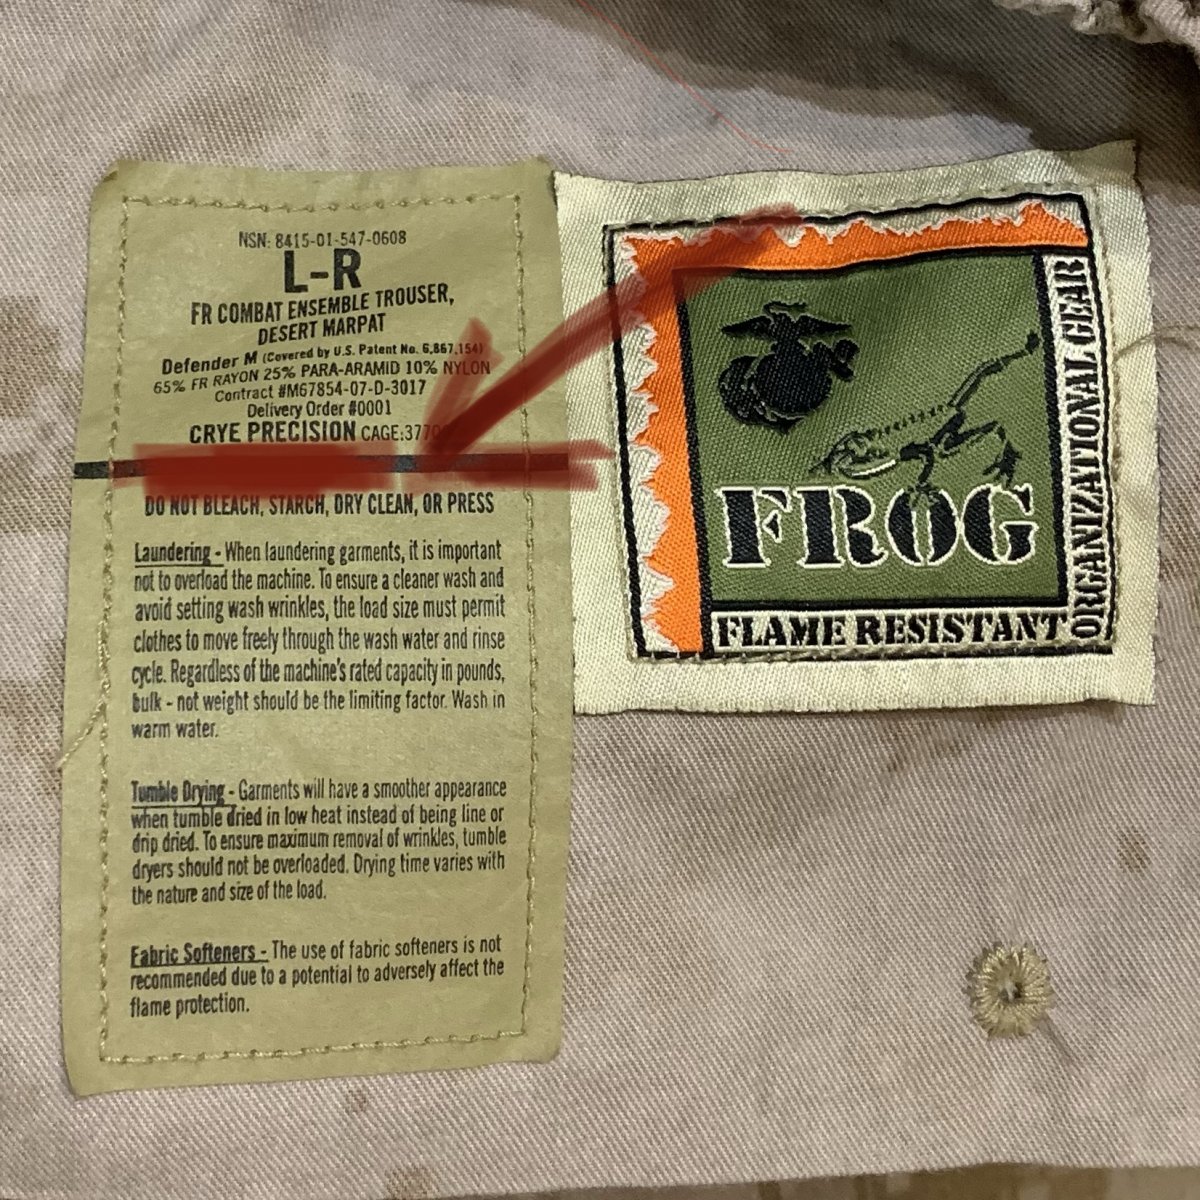 NSN: 8415-01-547-0608
L-R
FR COMBAT ENSEMBLE TROUSER,
DESERT MARPAT
Defender M (Covered by U.S. Patent No. 6,867,154)
65% FR RAYON 25% PARA-ARAMID 10% NYLON
Contract #M67854-07-D-3017
Delivery Order #0001
CRYE PRECISION CAGE:3770
DO NOT BLEACH, STARCH, DRY CLEAN, OR PRESS
Laundering - When laundering garments, it is important
not to overload the machine. To ensure a cleaner wash and
avoid setting wash wrinkles, the load size must permit
clothes to move freely through the wash water and rinse
cycle. Regardless of the machine's rated capacity in pounds,
bulk - not weight should be the limiting factor. Wash in
warm water.
Tumble Drying - Garments will have a smoother appearance
when tumble dried in low heat instead of being line or
drip dried. To ensure maximum removal of wrinkles, tumble
dryers should not be overloaded. Drying time varies with
the nature and size of the load.
Fabric Softeners - The use of fabric softeners is not
recommended due to a potential to adversely affect the
flame protection.
FROG
FLAME RESISTANT
ORGANIZATIONAL GEAR